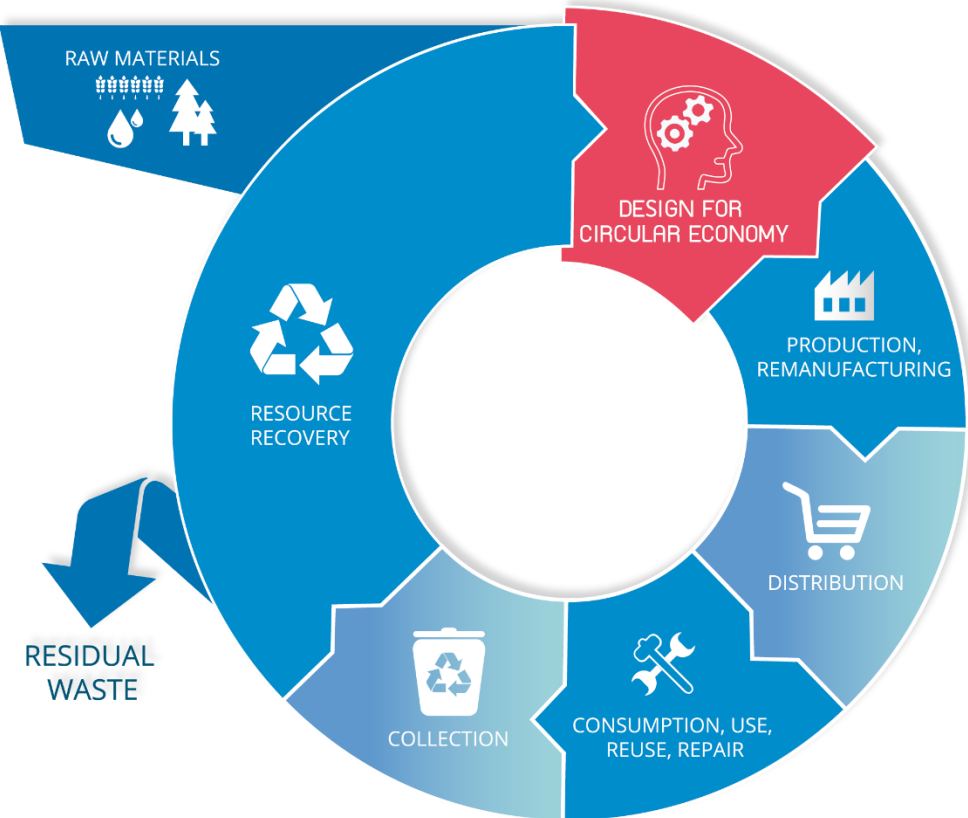 RAW MATERIALS
DESIGN FOR
CIRCULAR ECONOMY
PRODUCTION,
REMANUFACTURING
DISTRIBUTION
CONSUMPTION, USE,
REUSE, REPAIR
COLLECTION
RESOURCE
RECOVERY
RESIDUAL
WASTE